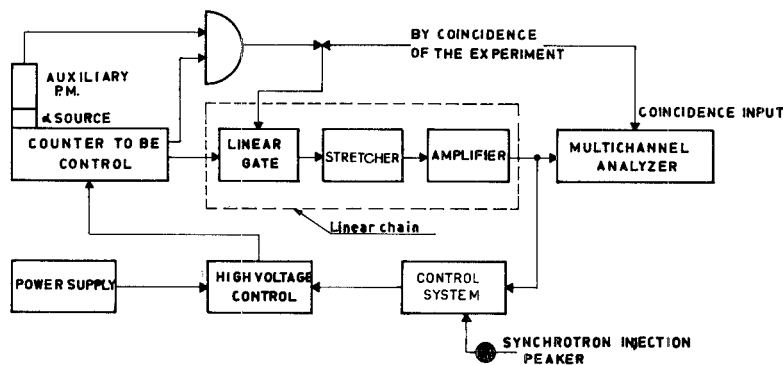 BY COINCIDENCE
OF THE EXPERIMENT
AUXILIARY
P.M.
α SOURCE
COINCIDENCE INPUT
COUNTER TO BE
CONTROL
LINEAR
GATE
STRETCHER
AMPLIFIER
MULTICHANNEL
ANALYZER
Linear chain
POWER SUPPLY
HIGH VOLTAGE
CONTROL
CONTROL
SYSTEM
SYNCHROTRON INJECTION
PEAKER